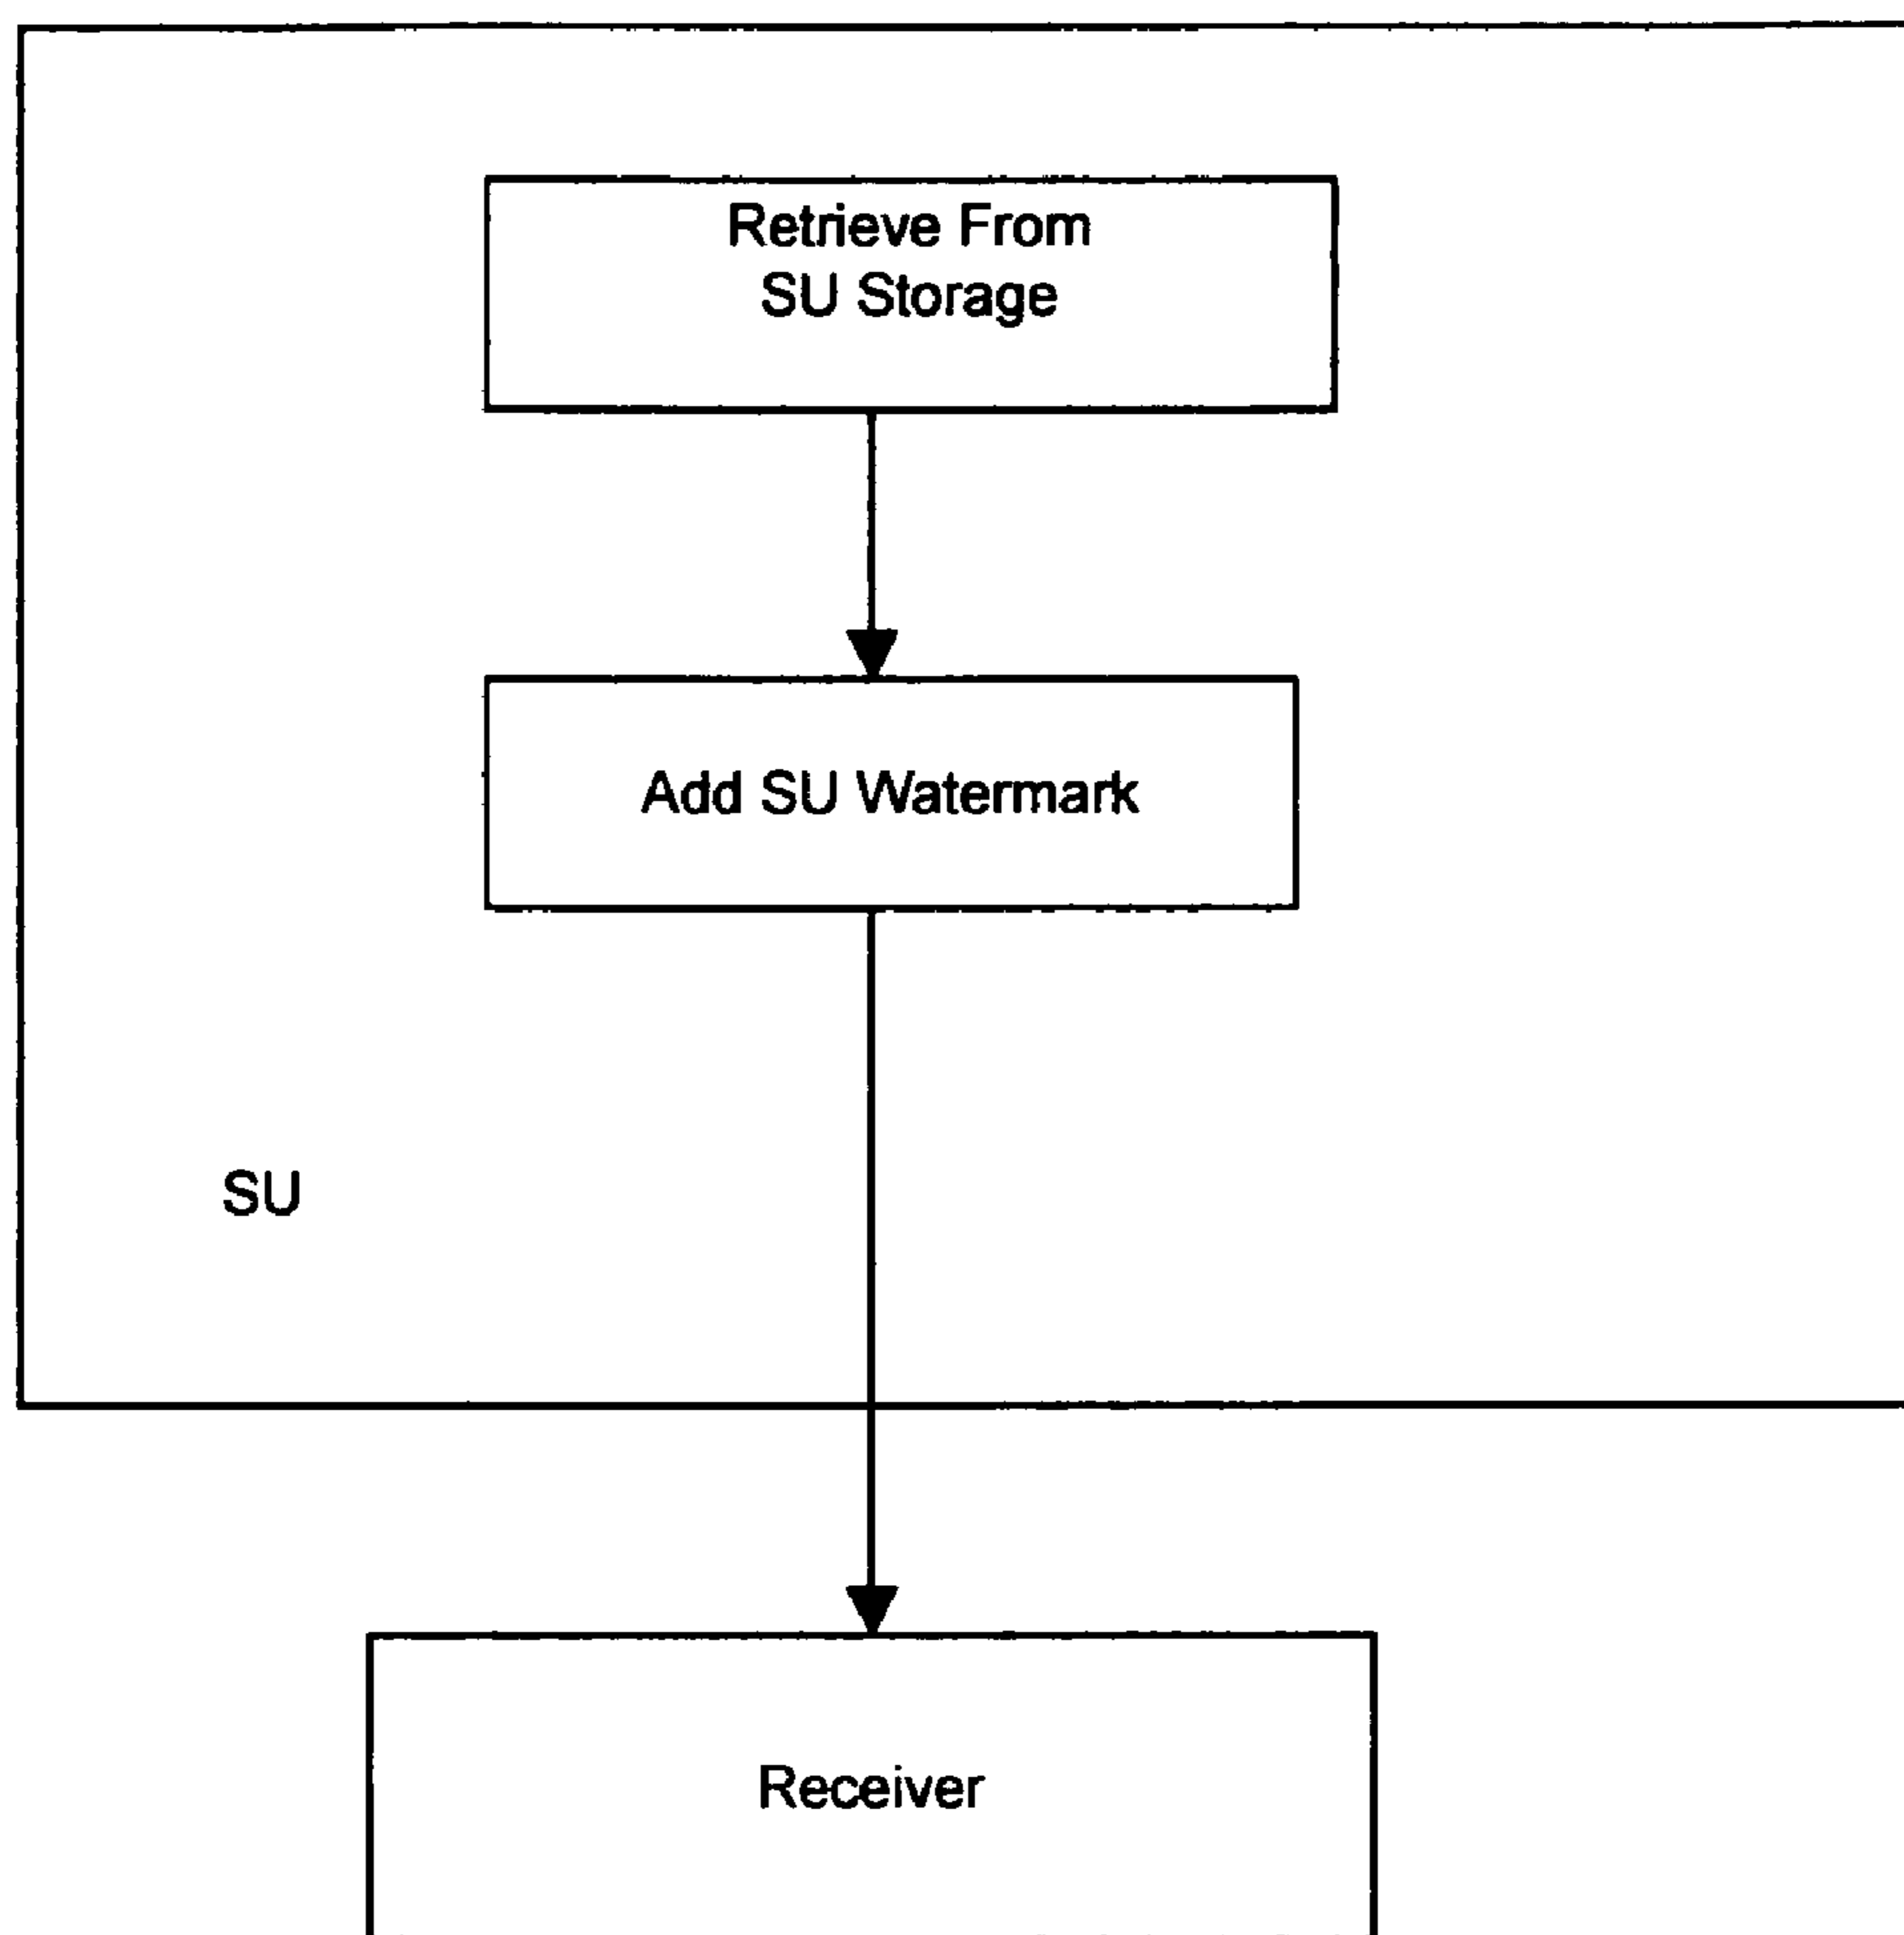 Retrieve From
SU Storage
Add SU Watermark
SU
Receiver